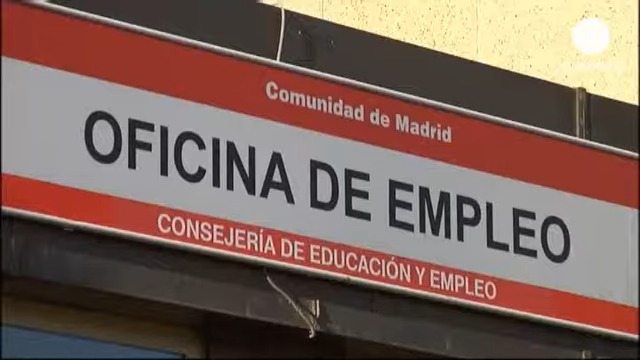 Comunidad de Madrid
OFICINA DE EMPLEO
CONSEJERÍA DE EDUCACIÓN Y EMPLEO